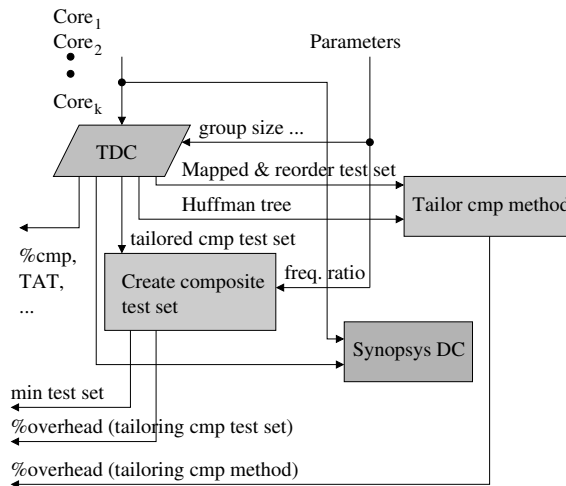 Core1
Core2
Corek
Parameters
group size ...
TDC
Mapped & reorder test set
Huffman tree
Tailor cmp method
tailored cmp test set
%cmp,
TAT,
...
Create composite
test set
freq. ratio
Synopsys DC
min test set
%overhead (tailoring cmp test set)
%overhead (tailoring cmp method)